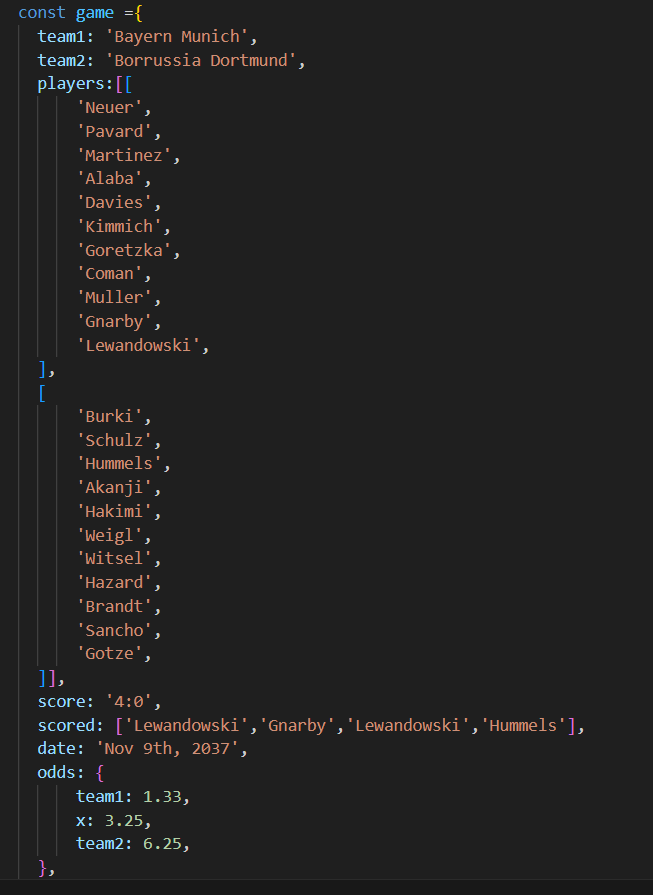 const game ={
team1: 'Bayern Munich',
team2: 'Borrussia Dortmund',
players:[[
'Neuer',
'Pavard',
'Martinez',
'Alaba',
'Davies',
'Kimmich',
'Goretzka',
'Coman',
'Muller',
'Gnarby',
'Lewandowski',
],
[
'Burki',
'Schulz',
'Hummels',
'Akanji',
'Hakimi',
'Weigl',
'Witsel',
'Hazard',
'Brandt',
'Sancho',
'Gotze',
]],
score: '4:0',
scored: ['Lewandowski','Gnarby','Lewandowski','Hummels'],
date: 'Nov 9th, 2037',
odds: {
team1: 1.33,
x: 3.25,
team2: 6.25,
},